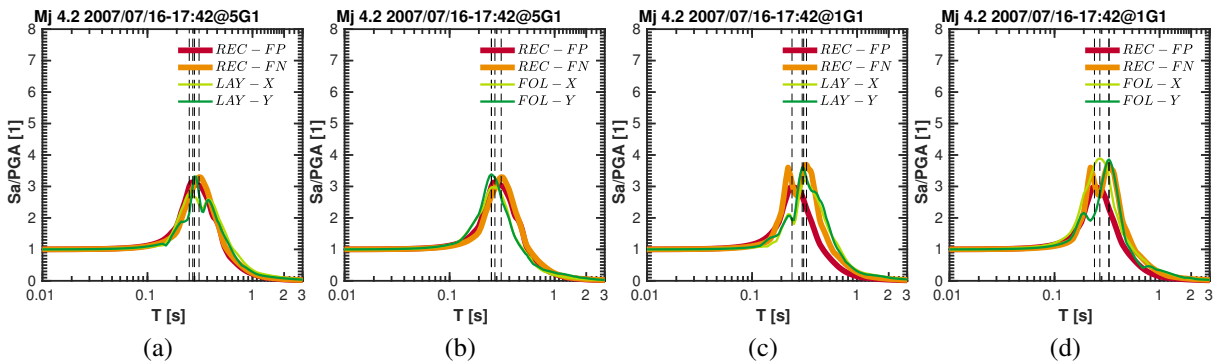 Mj 4.2 2007/07/16-17:42@5G1
8
7
6
5
4
3
2
1
0
Sa/PGA [1]
REC − FP
REC − FN
LAY − X
LAY − Y
0.01 0.1 1 2 3
T [s]
(a)
Mj 4.2 2007/07/16-17:42@5G1
8
7
6
5
4
3
2
1
0
Sa/PGA [1]
REC − FP
REC − FN
FOL − X
FOL − Y
0.01 0.1 1 2 3
T [s]
(b)
Mj 4.2 2007/07/16-17:42@1G1
8
7
6
5
4
3
2
1
0
Sa/PGA [1]
REC − FP
REC − FN
LAY − X
LAY − Y
0.01 0.1 1 2 3
T [s]
(c)
Mj 4.2 2007/07/16-17:42@1G1
8
7
6
5
4
3
2
1
0
Sa/PGA [1]
REC − FP
REC − FN
FOL − X
FOL − Y
0.01 0.1 1 2 3
T [s]
(d)